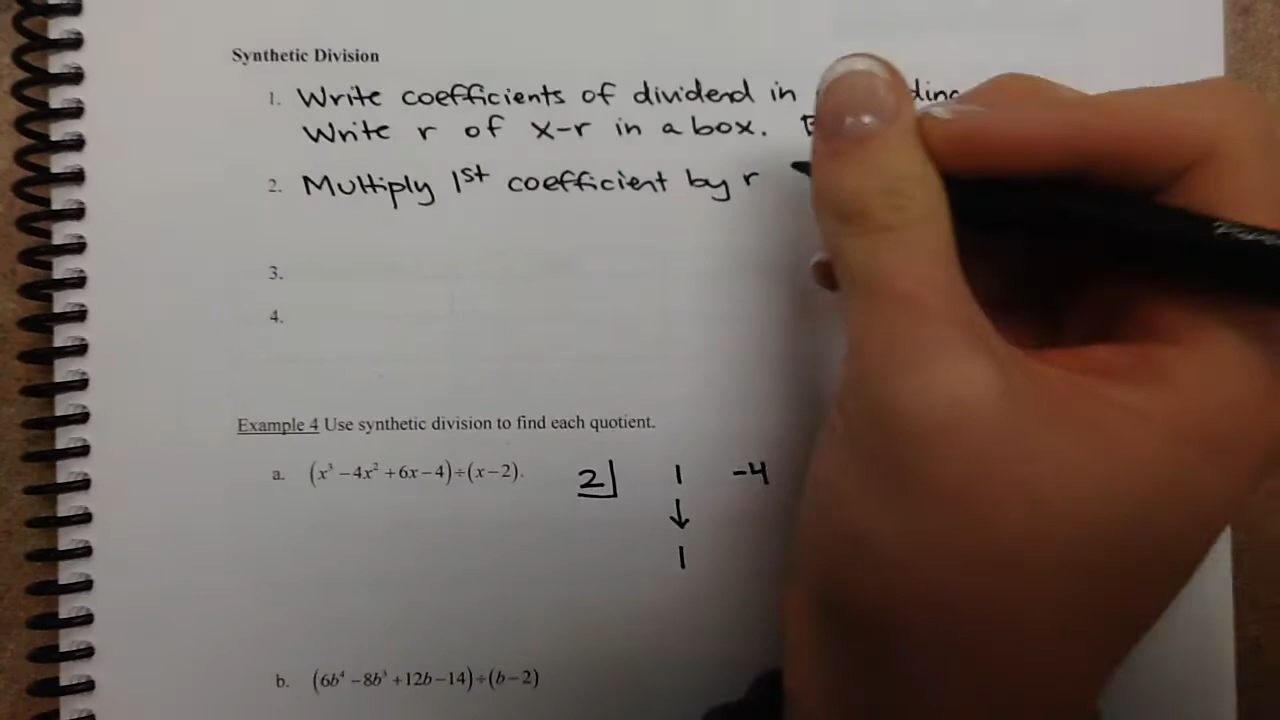 Synthetic Division
1. Write coefficients of dividend in
Write r of x-r in a box.
2. Multiply 1st coefficient by r
3.
4.
Example 4 Use synthetic division to find each quotient.
a. (x³ −4x² +6x−4)÷(x−2). 2 1 -4
↓
1
b. (6b⁴ −8b³ +12b−14)÷(b−2)